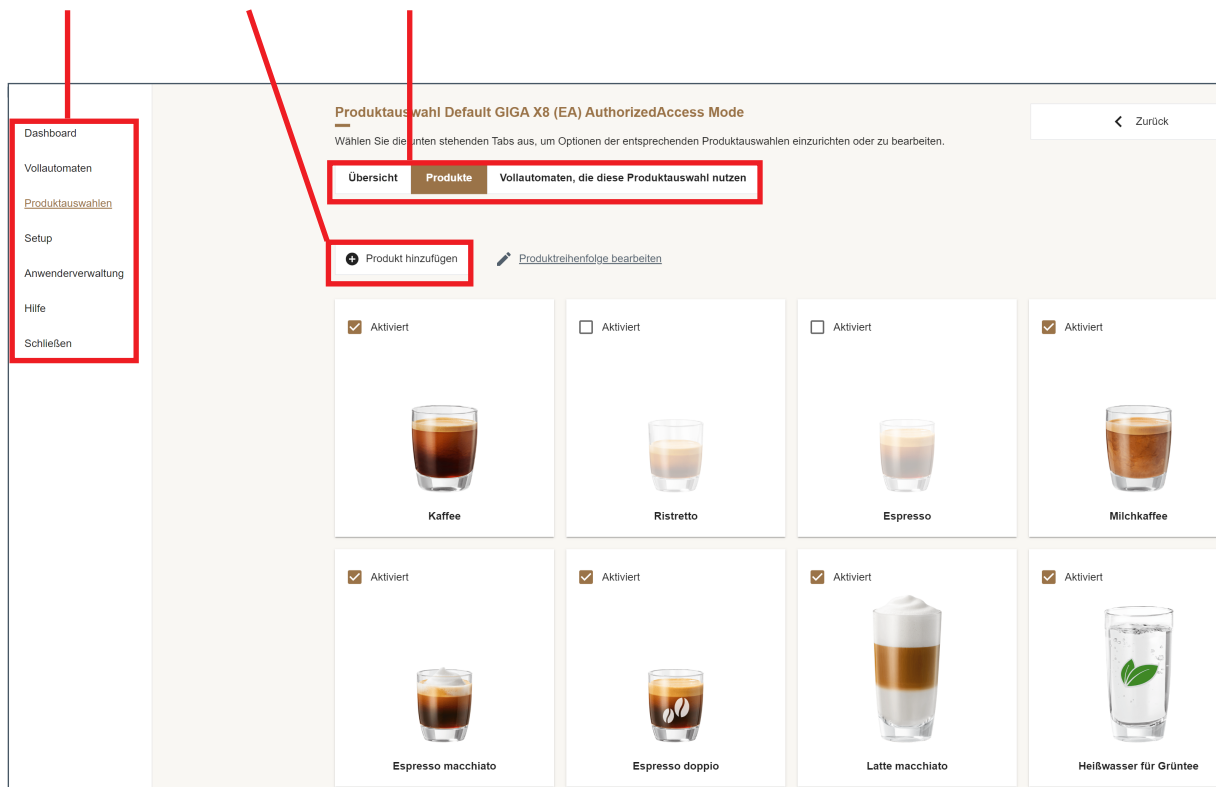 Dashboard
Vollautomaten
Produktauswahlen
Setup
Anwenderverwaltung
Hilfe
Schließen
Produktauswahl Default GIGA X8 (EA) AuthorizedAccess Mode
Zurück
Wählen Sie die unten stehenden Tabs aus, um Optionen der entsprechenden Produktauswahlen einzurichten oder zu bearbeiten.
Übersicht Produkte Vollautomaten, die diese Produktauswahl nutzen
Produkt hinzufügen Produktreihenfolge bearbeiten
Aktiviert Aktiviert Aktiviert Aktiviert
Kaffee Ristretto Espresso Milchkaffee
Aktiviert Aktiviert Aktiviert Aktiviert
Espresso macchiato Espresso doppio Latte macchiato Heißwasser für Grüntee